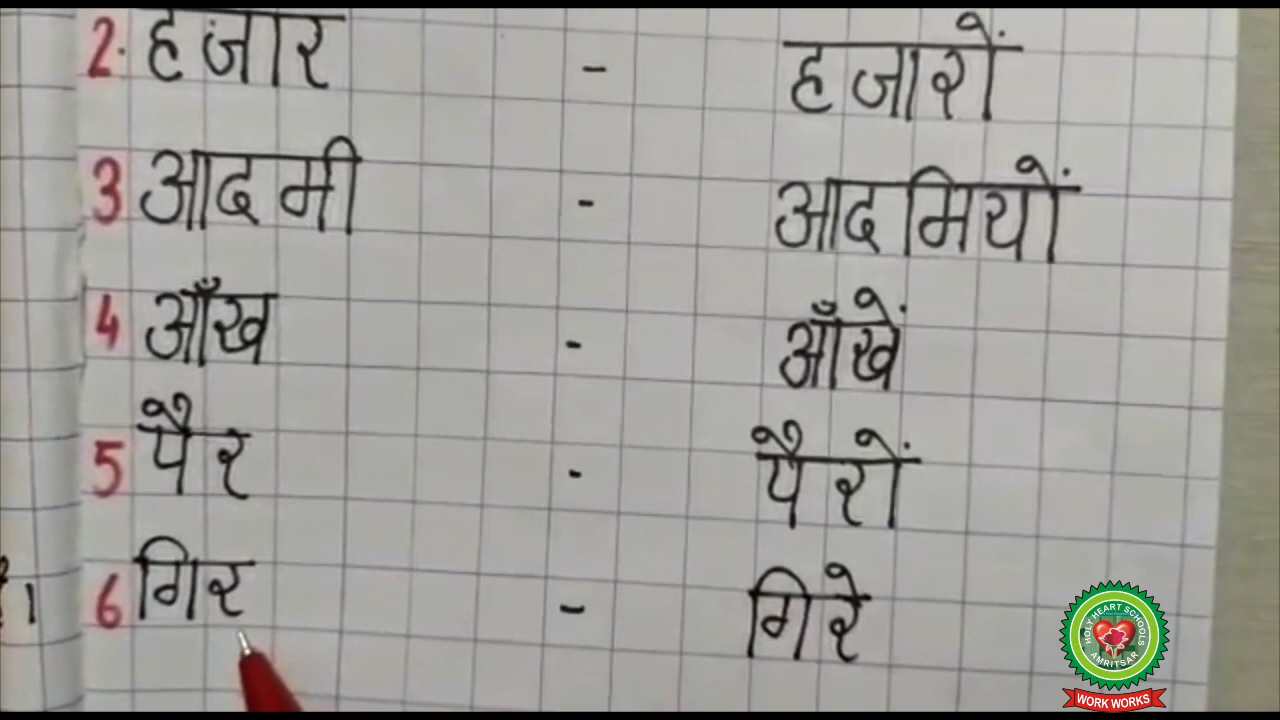 2. हजार - हजारों
3 आदमी - आदमियों
4 आँख - आँखें
5 पैर - पैरों
6 गिर - गिरे
HOLY HEART SCHOOLS
AMRITSAR
WORK WORKS